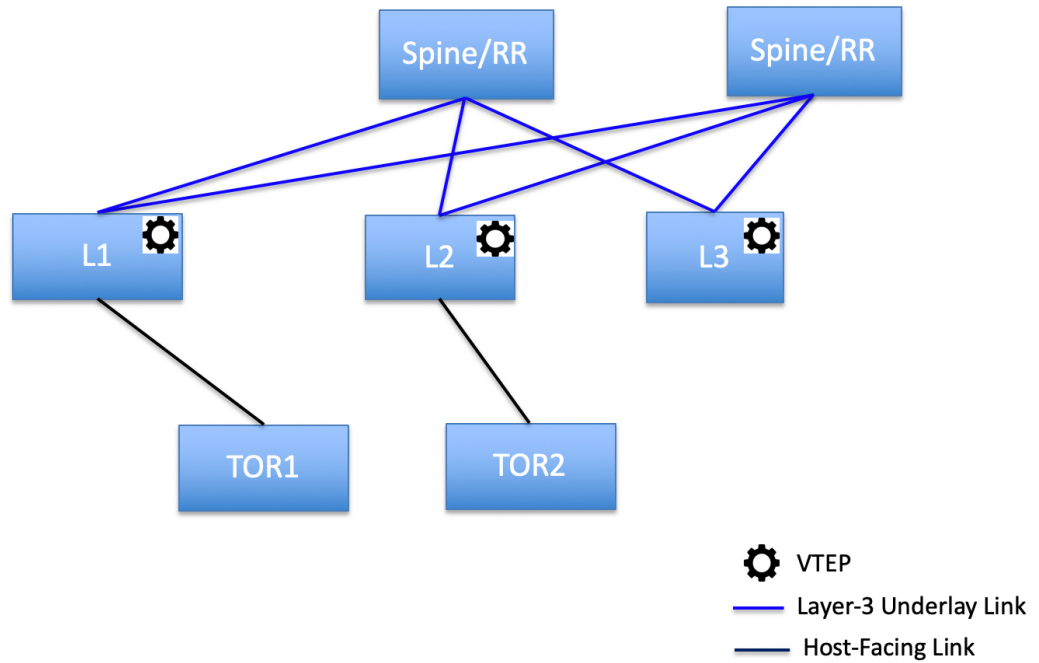 Spine/RR
Spine/RR
L1
L2
L3
TOR1
TOR2
VTEP
Layer-3 Underlay Link
Host-Facing Link